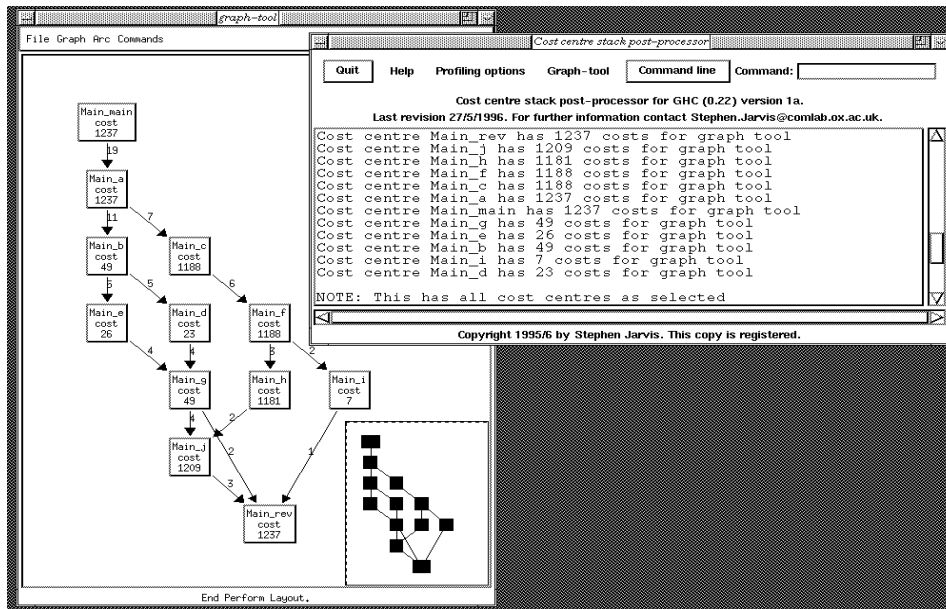 graph-tool
File Graph Arc Commands
Main_main
cost
1237
19
Main_a
cost
1237
11
7
Main_b
cost
49
Main_c
cost
1188
5
5
6
Main_e
cost
26
Main_d
cost
23
Main_f
cost
1188
4
4
3
2
Main_g
cost
49
Main_h
cost
1181
Main_i
cost
7
4
2
2
1
Main_j
cost
1209
3
Main_rev
cost
1237
End Perform Layout.
Cost centre stack post-processor
Quit Help Profiling options Graph-tool Command line Command:
Cost centre stack post-processor for GHC (0.22) version 1a.
Last revision 27/5/1996. For further information contact Stephen.Jarvis@comlab.ox.ac.uk.
Cost centre Main_rev has 1237 costs for graph tool
Cost centre Main_j has 1209 costs for graph tool
Cost centre Main_h has 1181 costs for graph tool
Cost centre Main_f has 1188 costs for graph tool
Cost centre Main_c has 1188 costs for graph tool
Cost centre Main_a has 1237 costs for graph tool
Cost centre Main_main has 1237 costs for graph tool
Cost centre Main_g has 49 costs for graph tool
Cost centre Main_e has 26 costs for graph tool
Cost centre Main_b has 49 costs for graph tool
Cost centre Main_i has 7 costs for graph tool
Cost centre Main_d has 23 costs for graph tool
NOTE: This has all cost centres as selected
Copyright 1995/6 by Stephen Jarvis. This copy is registered.